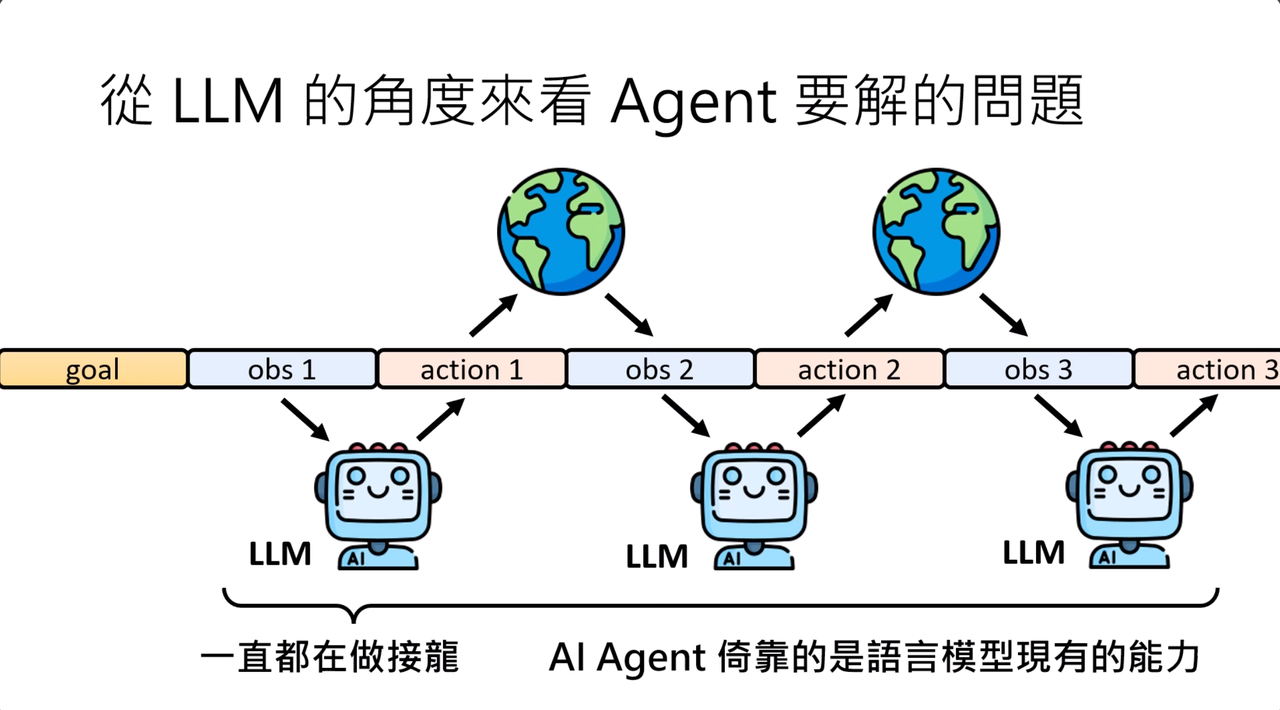 從 LLM 的角度來看 Agent 要解的問題
goal
obs 1
action 1
obs 2
action 2
obs 3
action 3
LLM
AI
LLM
AI
LLM
AI
一直都在做接龍
AI Agent 倚靠的是語言模型現有的能力